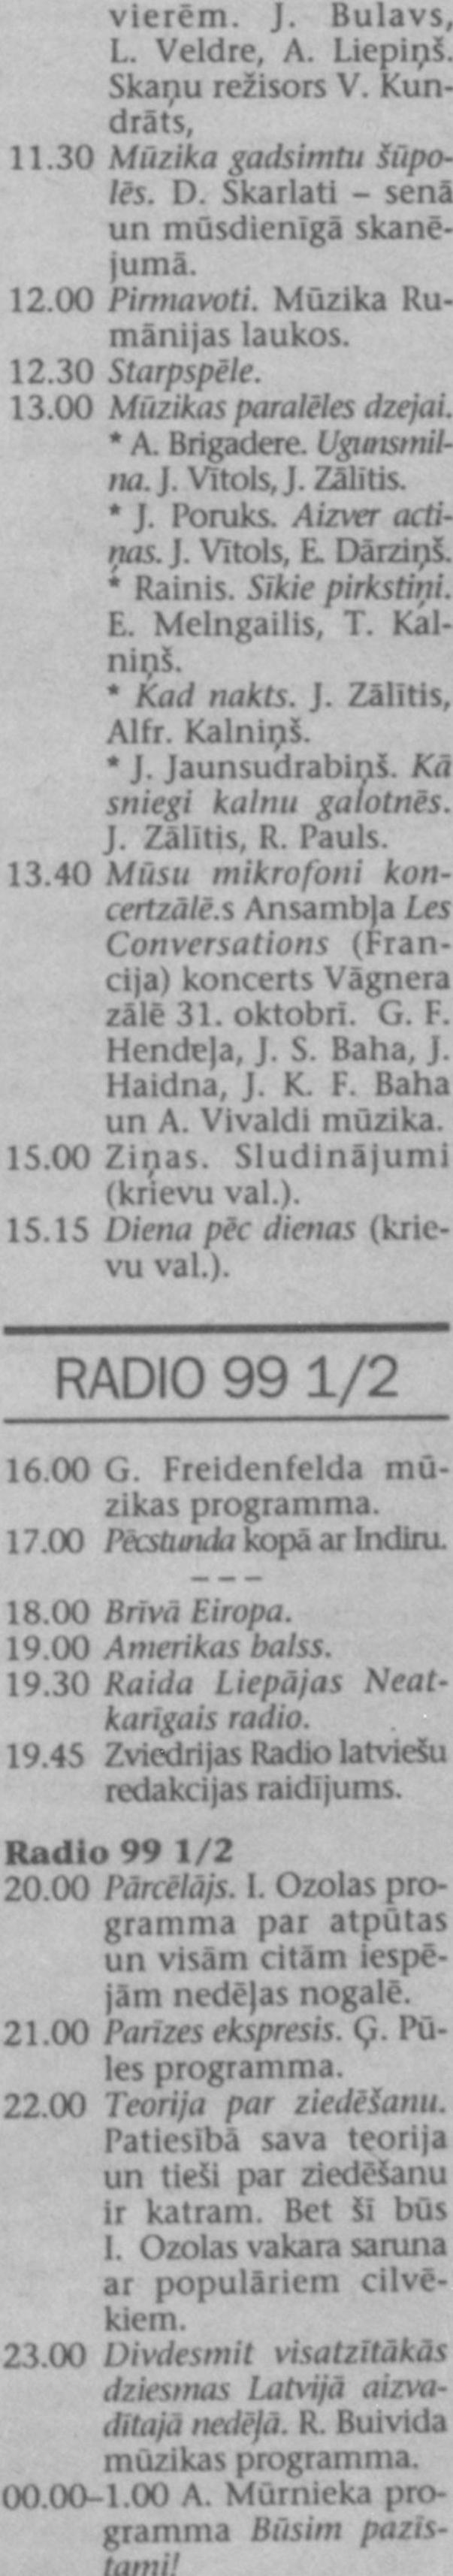 vierēm. J. Bulavs,
L. Veldre, A. Liepiņš.
Skaņu režisors V. Kun-
drāts,
11.30 Mūzika gadsimtu šūpo-
lēs. D. Skarlati – senā
un mūsdienīgā skanē-
jumā.
12.00 Pirmavoti. Mūzika Ru-
mānijas laukos.
12.30 Starpspēle.
13.00 Mūzikas paralēles dzejai.
* A. Brigadere. Ugunsmil-
na. J. Vītols, J. Zālītis.
* J. Poruks. Aizver acti-
ņas. J. Vītols, E. Dārziņš.
* Rainis. Sīkie pirkstiņi.
E. Melngailis, T. Kal-
niņš.
* Kad nakts. J. Zālītis,
Alfr. Kalniņš.
* J. Jaunsudrabiņš. Kā
sniegi kalnu galotnēs.
J. Zālītis, R. Pauls.
13.40 Mūsu mikrofoni kon-
certzālē.s Ansambļa Les
Conversations (Fran-
cija) koncerts Vāgnera
zālē 31. oktobrī. G. F.
Hendeļa, J. S. Baha, J.
Haidna, J. K. F. Baha
un A. Vivaldi mūzika.
15.00 Ziņas. Sludinājumi
(krievu val.).
15.15 Diena pēc dienas (krie-
vu val.).
RADIO 99 1/2
16.00 G. Freidenfelda mū-
zikas programma.
17.00 Pēcstunda kopā ar Indiru.
– – –
18.00 Brīvā Eiropa.
19.00 Amerikas balss.
19.30 Raida Liepājas Neat-
karīgais radio.
19.45 Zviedrijas Radio latviešu
redakcijas raidījums.
Radio 99 1/2
20.00 Pārcēlājs. I. Ozolas pro-
gramma par atpūtas
un visām citām iespē-
jām nedēļas nogalē.
21.00 Parīzes ekspresis. Ģ. Pū-
les programma.
22.00 Teorija par ziedēšanu.
Patiesībā sava teorija
un tieši par ziedēšanu
ir katram. Bet šī būs
I. Ozolas vakara saruna
ar populāriem cilvē-
kiem.
23.00 Divdesmit visatzītākās
dziesmas Latvijā aizva-
dītajā nedēļā. R. Buivida
mūzikas programma.
00.00–1.00 A. Mūrnieka pro-
gramma Būsim pazīs-
tami!